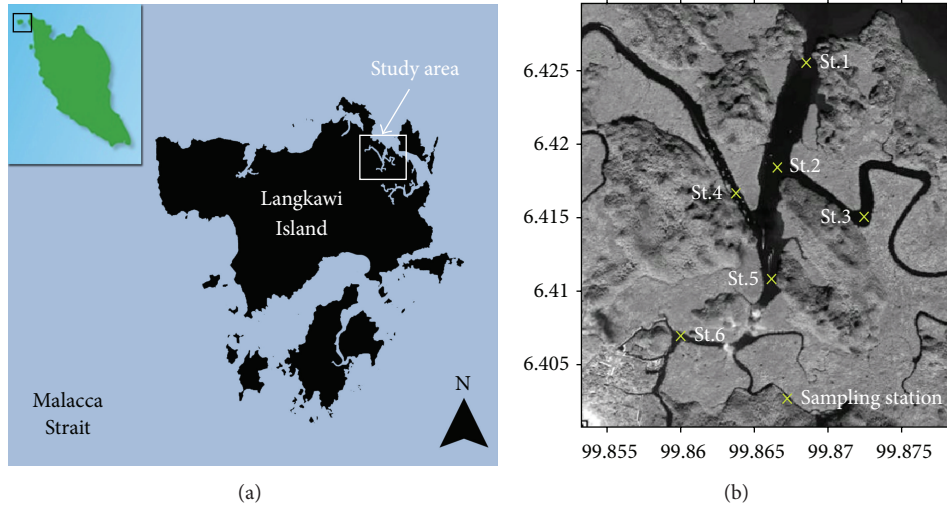 Study area
Langkawi
Island
Malacca
Strait
N
(a)
6.425
6.42
6.415
6.41
6.405
St.1
St.2
St.4
St.3
St.5
St.6
Sampling station
99.855
99.86
99.865
99.87
99.875
(b)